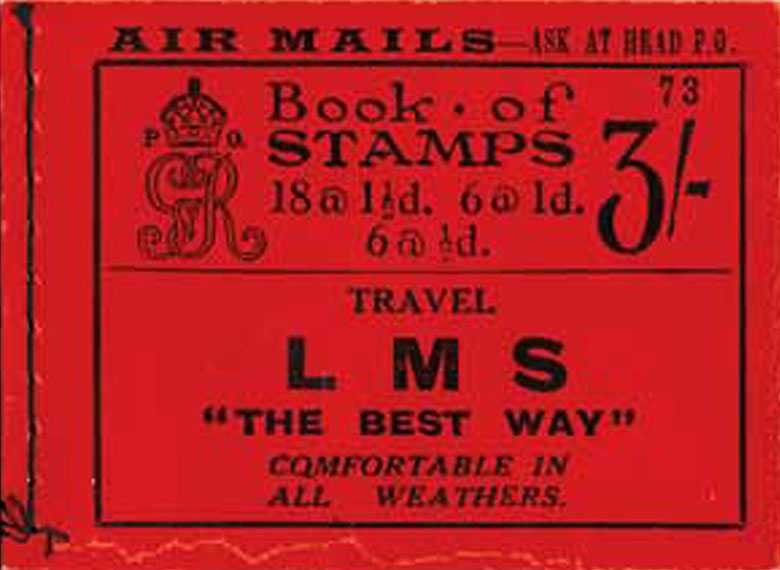 AIR MAILS—ASK AT HEAD P.O.
73
P O
GVR
Book · of
STAMPS
18@1½d. 6@1d.
6@½d.
3/-
TRAVEL
L M S
"THE BEST WAY"
COMFORTABLE IN
ALL WEATHERS.